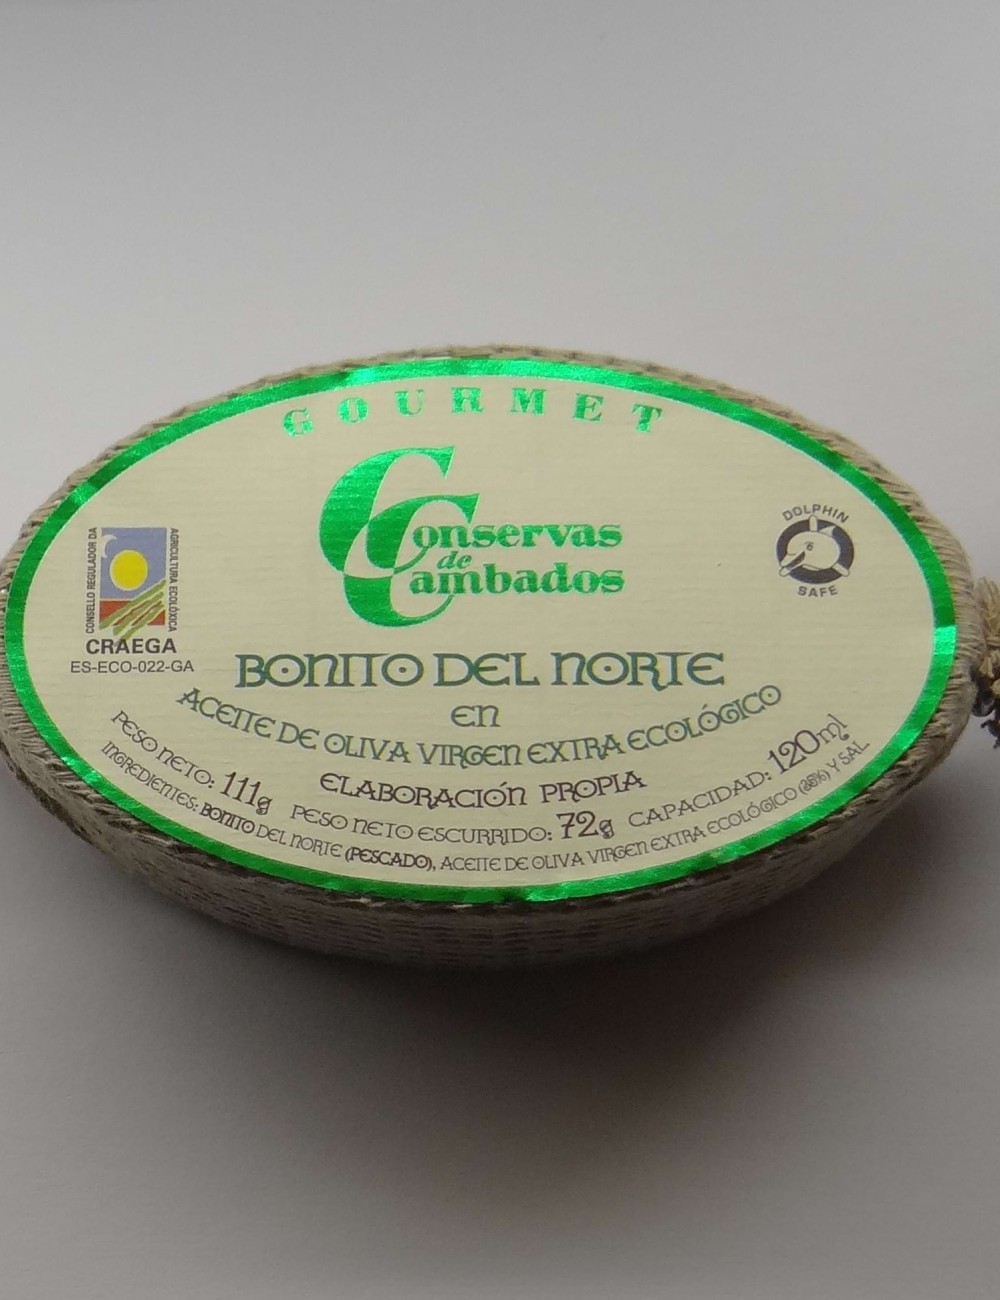 GOURMET
Conservas
de
Cambados
DOLPHIN
SAFE
CONSELLO REGULADOR DA
AGRICULTURA ECOLÓXICA
CRAEGA
ES-ECO-022-GA
BONITO DEL NORTE
EN
ACEITE DE OLIVA VIRGEN EXTRA ECOLÓGICO
ELABORACIÓN PROPIA
PESO NETO: 111g PESO NETO ESCURRIDO: 72g CAPACIDAD: 120ml
INGREDIENTES: BONITO DEL NORTE (PESCADO), ACEITE DE OLIVA VIRGEN EXTRA ECOLÓGICO Y SAL